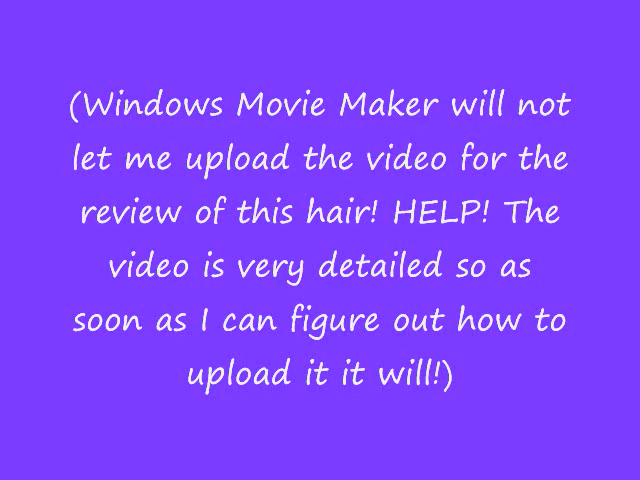 (Windows Movie Maker will not
let me upload the video for the
review of this hair! HELP! The
video is very detailed so as
soon as I can figure out how to
upload it it will!)